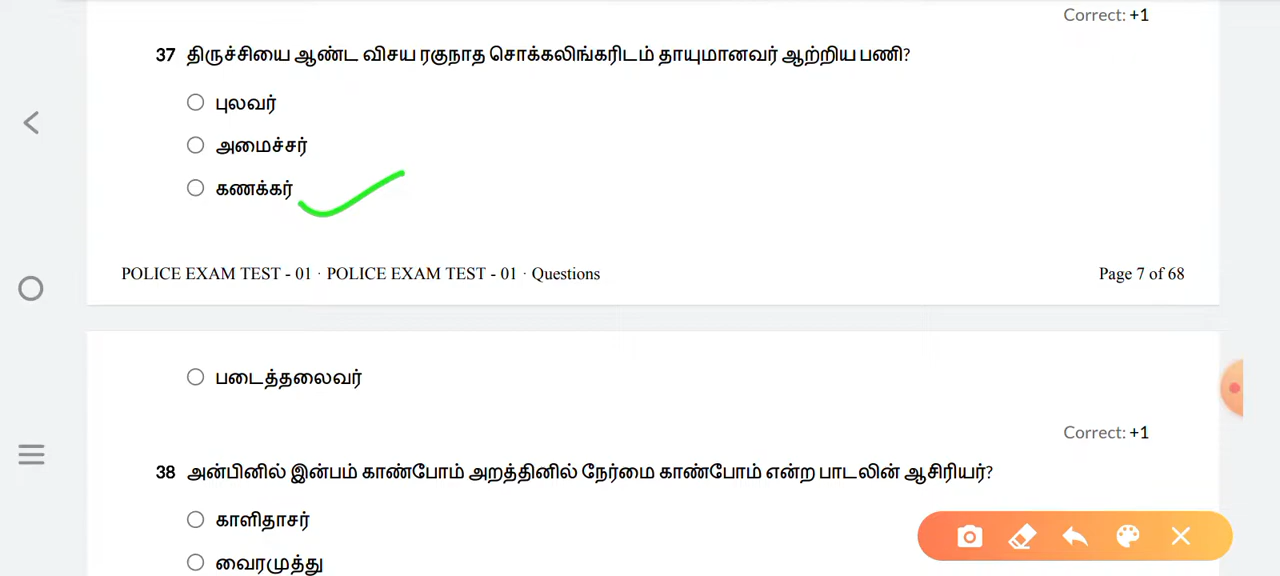 Correct: +1
37 திருச்சியை ஆண்ட விசய ரகுநாத சொக்கலிங்கரிடம் தாயுமானவர் ஆற்றிய பணி?
புலவர்
அமைச்சர்
கணக்கர்
POLICE EXAM TEST - 01 · POLICE EXAM TEST - 01 · Questions Page 7 of 68
படைத்தலைவர்
Correct: +1
38 அன்பினில் இன்பம் காண்போம் அறத்தினில் நேர்மை காண்போம் என்ற பாடலின் ஆசிரியர்?
காளிதாசர்
வைரமுத்து